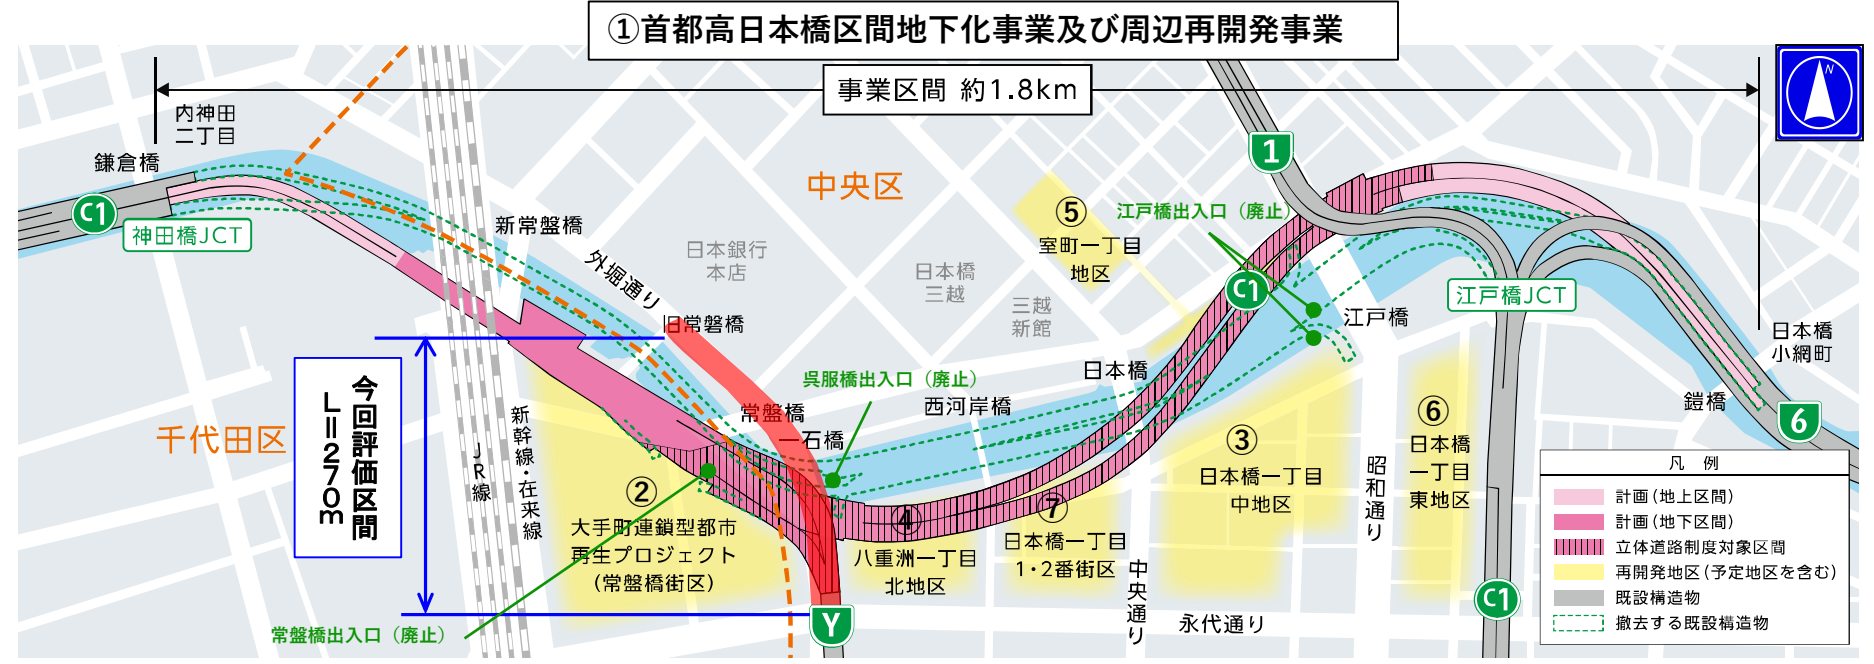 ①首都高日本橋区間地下化事業及び周辺再開発事業
事業区間 約1.8km
N
内神田
二丁目
鎌倉橋
C1
神田橋JCT
中央区
新常盤橋
外堀通り
日本銀行
本店
旧常磐橋
日本橋
三越
三越
新館
⑤
室町一丁目
地区
江戸橋出入口（廃止）
1
C1
江戸橋
江戸橋JCT
日本橋
小網町
鎧橋
6
千代田区
今回評価区間
L=270m
JR線
新幹線・在来線
常盤橋
一石橋
呉服橋出入口（廃止）
西河岸橋
日本橋
②
大手町連鎖型都市
再生プロジェクト
（常盤橋街区）
常盤橋出入口（廃止）
Y
④
八重洲一丁目
北地区
⑦
日本橋一丁目
1・2番街区
中央通り
③
日本橋一丁目
中地区
永代通り
昭和通り
⑥
日本橋
一丁目
東地区
C1
凡 例
計画(地上区間)
計画(地下区間)
立体道路制度対象区間
再開発地区(予定地区を含む)
既設構造物
撤去する既設構造物